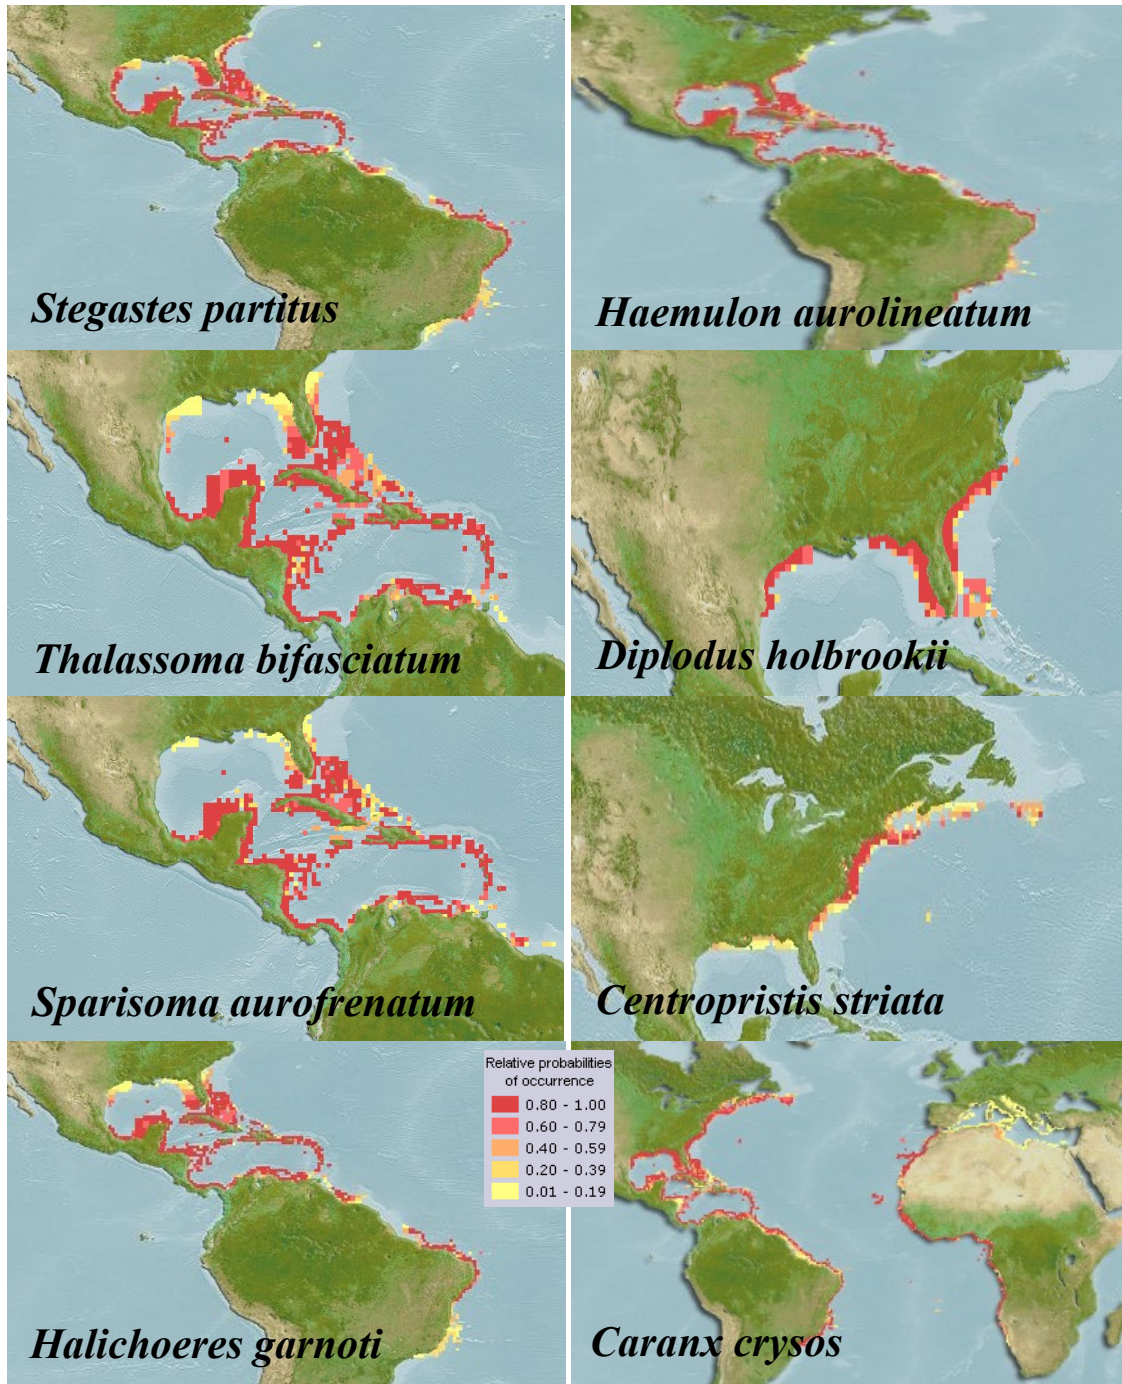 Stegastes partitus
Haemulon aurolineatum
Thalassoma bifasciatum
Diplodus holbrookii
Sparisoma aurofrenatum
Centropristis striata
Relative probabilities
of occurrence
0.80 - 1.00
0.60 - 0.79
0.40 - 0.59
0.20 - 0.39
0.01 - 0.19
Halichoeres garnoti
Caranx crysos